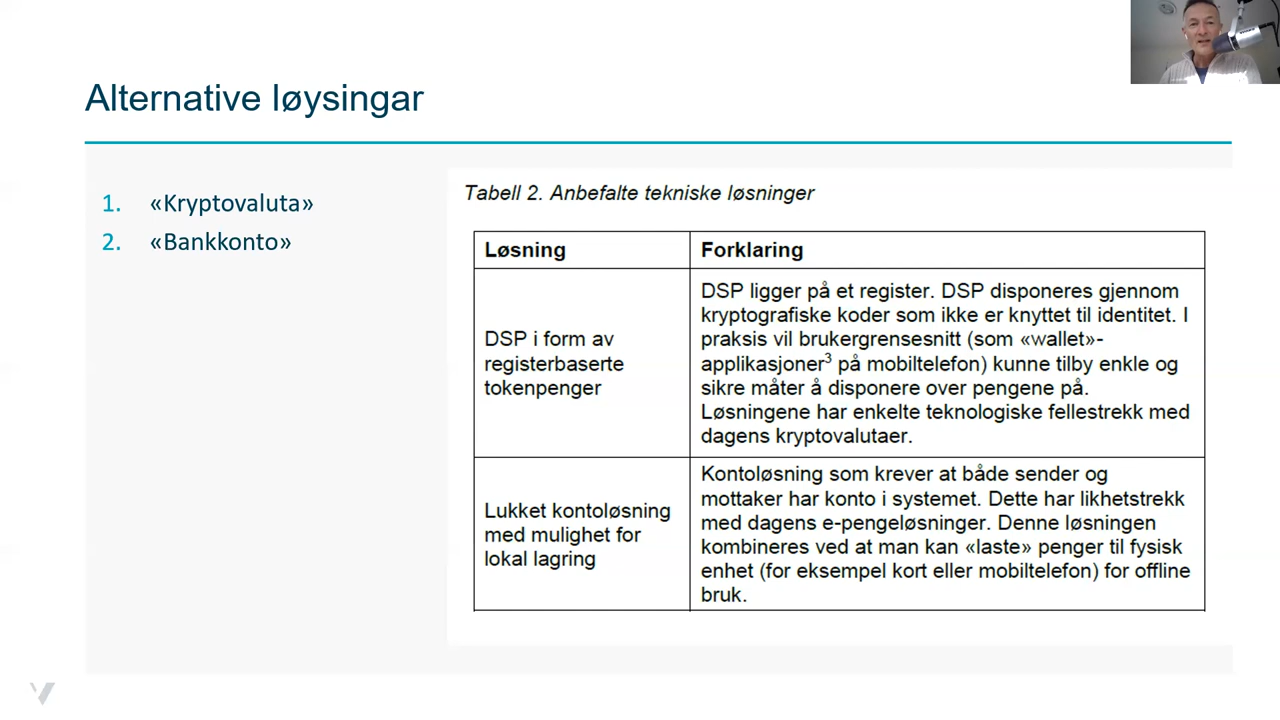 Alternative løysingar
1. «Kryptovaluta»
2. «Bankkonto»
Tabell 2. Anbefalte tekniske løsninger
Løsning
Forklaring
DSP i form av
registerbaserte
tokenpenger
DSP ligger på et register. DSP disponeres gjennom
kryptografiske koder som ikke er knyttet til identitet. I
praksis vil brukergrensesnitt (som «wallet»-
applikasjoner3 på mobiltelefon) kunne tilby enkle og
sikre måter å disponere over pengene på.
Løsningene har enkelte teknologiske fellestrekk med
dagens kryptovalutaer.
Lukket kontoløsning
med mulighet for
lokal lagring
Kontoløsning som krever at både sender og
mottaker har konto i systemet. Dette har likhetstrekk
med dagens e-pengeløsninger. Denne løsningen
kombineres ved at man kan «laste» penger til fysisk
enhet (for eksempel kort eller mobiltelefon) for offline
bruk.